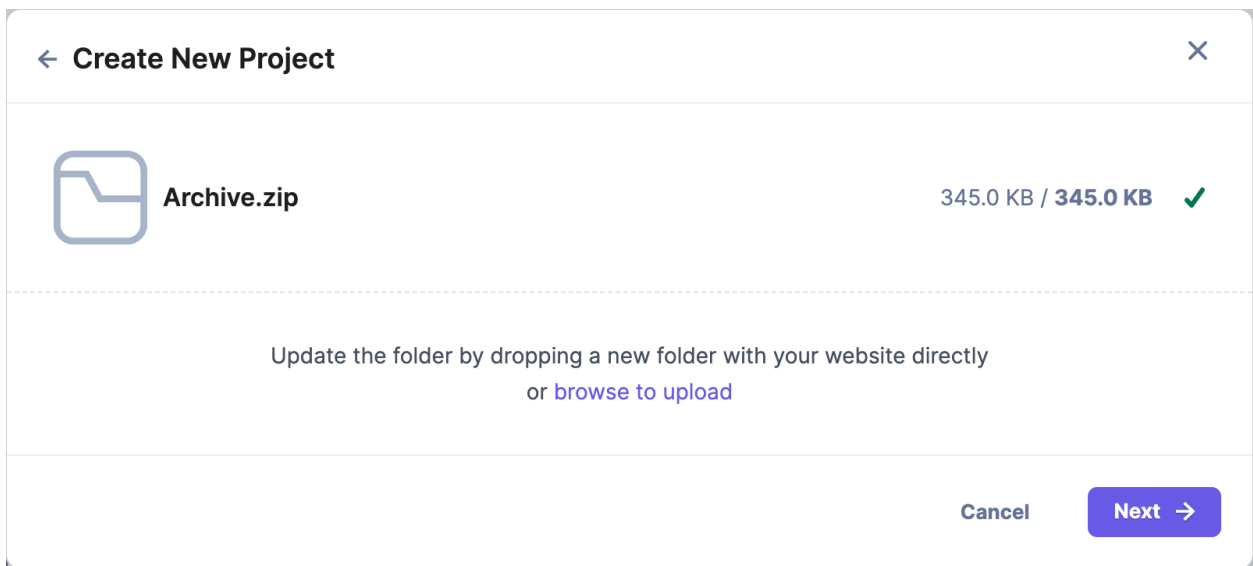 Create New Project
Archive.zip
345.0 KB / 345.0 KB
Update the folder by dropping a new folder with your website directly
or browse to upload
Cancel
Next